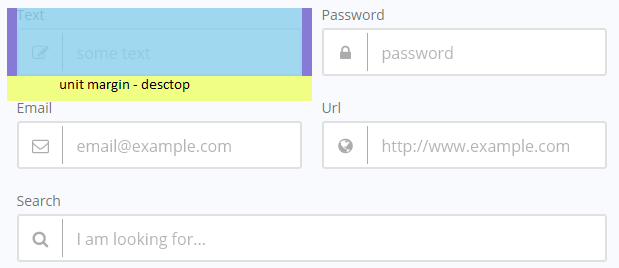 Text
Password
some text
password
unit margin - desctop
Email
Url
email@example.com
http://www.example.com
Search
I am looking for...